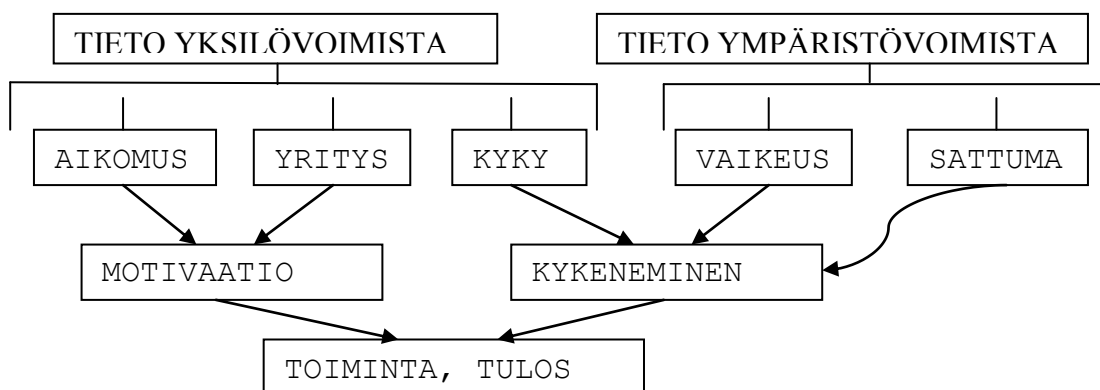 TIETO YKSILÖVOIMISTA
TIETO YMPÄRISTÖVOIMISTA
AIKOMUS
YRITYS
KYKY
VAIKEUS
SATTUMA
MOTIVAATIO
KYKENEMINEN
TOIMINTA, TULOS